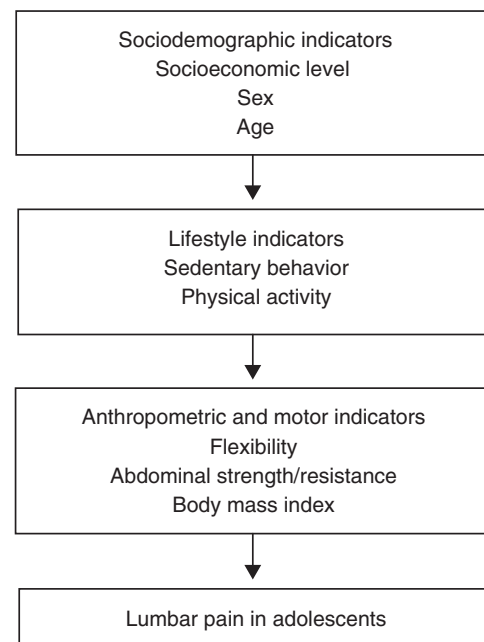 Sociodemographic indicators
Socioeconomic level
Sex
Age
Lifestyle indicators
Sedentary behavior
Physical activity
Anthropometric and motor indicators
Flexibility
Abdominal strength/resistance
Body mass index
Lumbar pain in adolescents